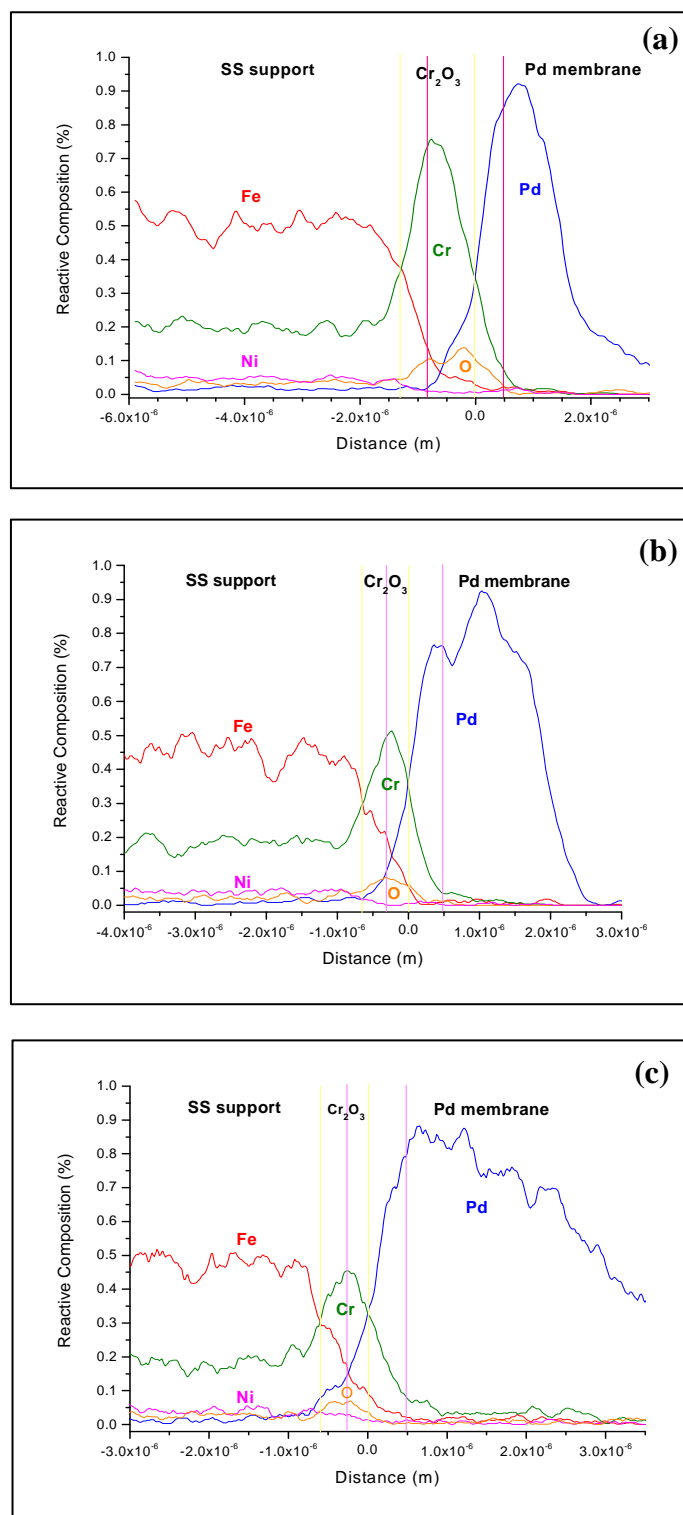 (a)
SS support
Cr2O3
Pd membrane
1.0
0.9
0.8
0.7
0.6
0.5
0.4
0.3
0.2
0.1
0.0
Reactive Composition (%)
Fe
Cr
Pd
Ni
O
-6.0x10-6
-4.0x10-6
-2.0x10-6
0.0
2.0x10-6
Distance (m)
(b)
SS support
Cr2O3
Pd membrane
1.0
0.9
0.8
0.7
0.6
0.5
0.4
0.3
0.2
0.1
0.0
Reactive Composition (%)
Fe
Cr
Pd
Ni
O
-4.0x10-6
-3.0x10-6
-2.0x10-6
-1.0x10-6
0.0
1.0x10-6
2.0x10-6
3.0x10-6
Distance (m)
(c)
SS support
Cr2O3
Pd membrane
1.0
0.9
0.8
0.7
0.6
0.5
0.4
0.3
0.2
0.1
0.0
Reactive Composition (%)
Fe
Cr
Pd
Ni
O
-3.0x10-6
-2.0x10-6
-1.0x10-6
0.0
1.0x10-6
2.0x10-6
3.0x10-6
Distance (m)